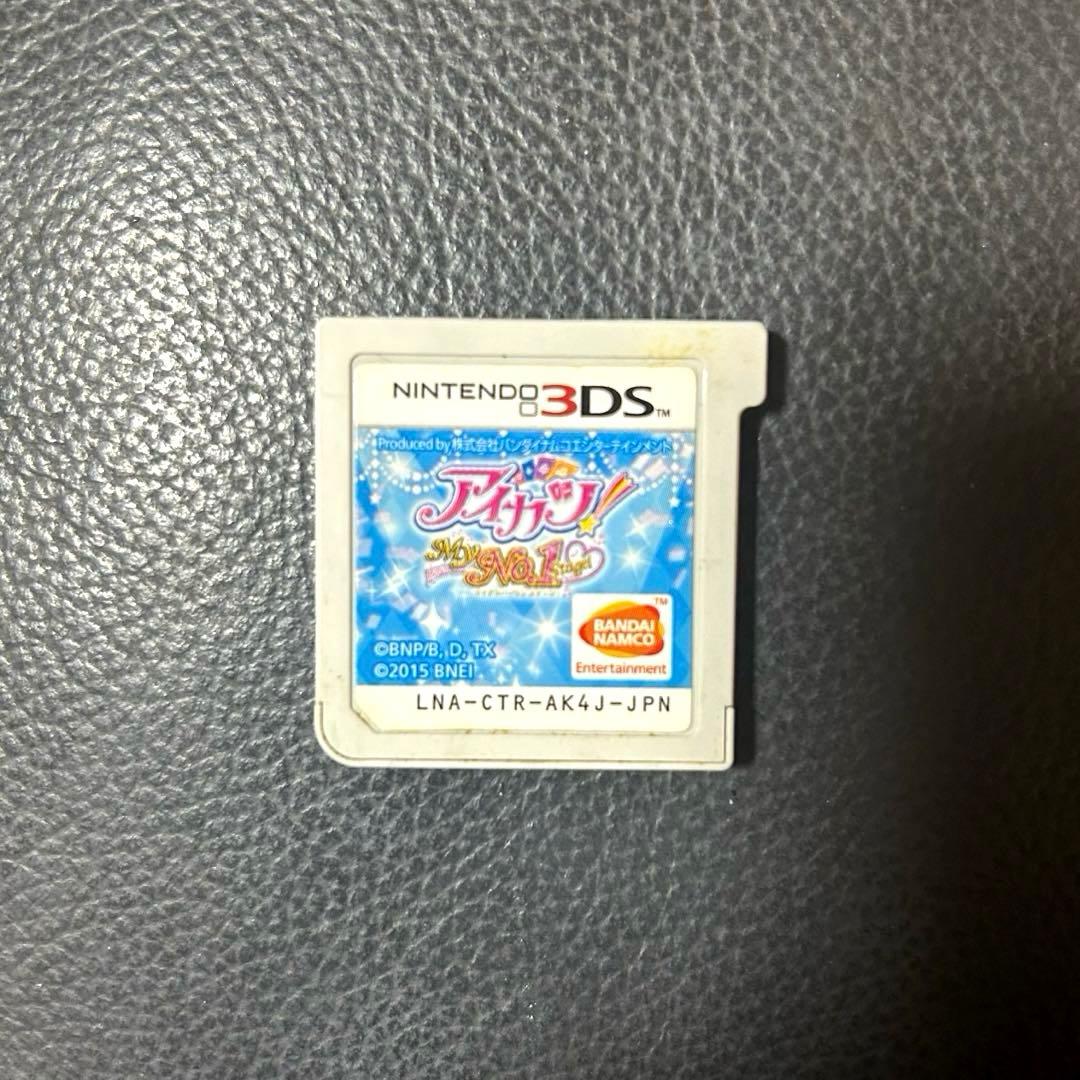 NINTENDO 3DS™
Produced by 株式会社バンダイナムコエンターテインメント
アイカツ!
My No.1 Stage!
©BNP/B, D, TX
©2015 BNEI
BANDAI
NAMCO
™
Entertainment
LNA-CTR-AK4J-JPN